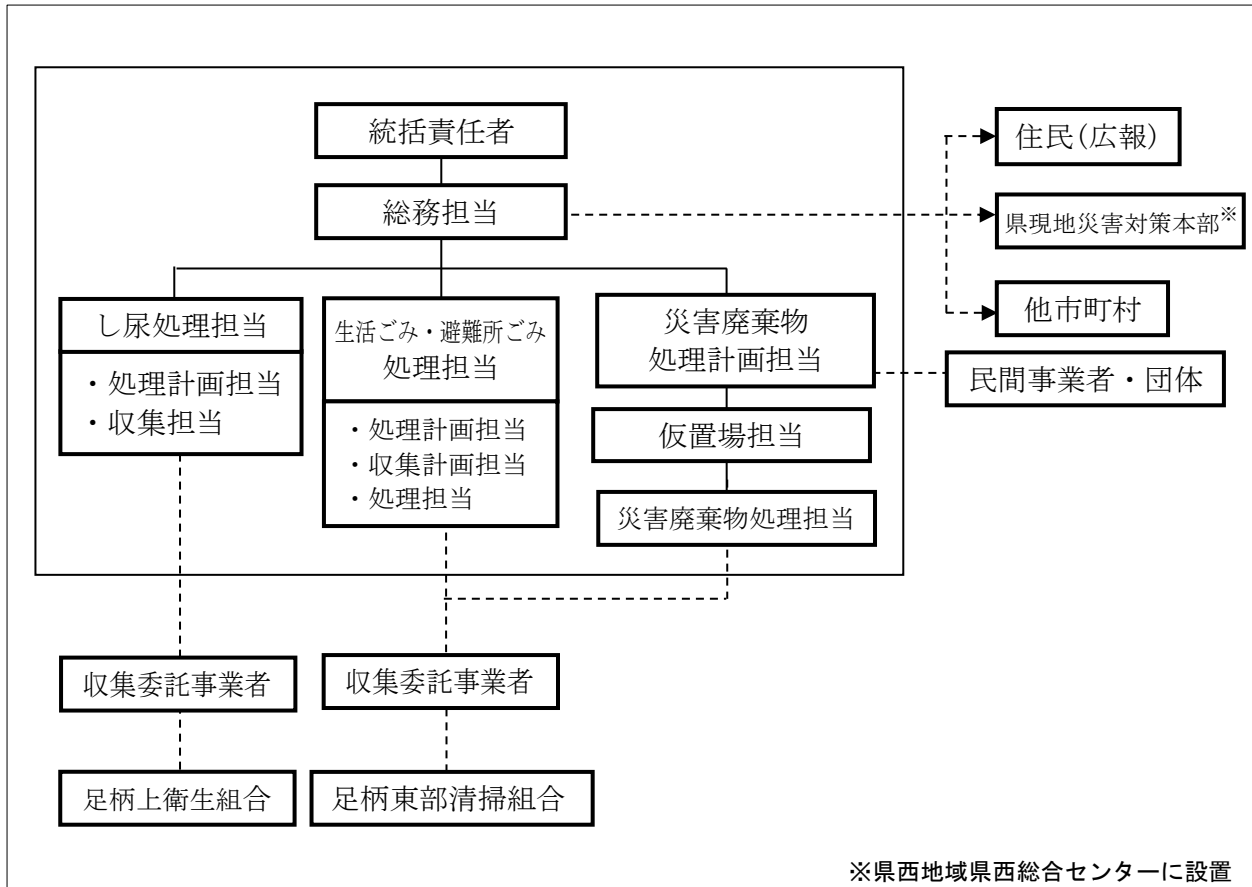 統括責任者
総務担当
住民(広報)
県現地災害対策本部※
他市町村
し尿処理担当
・処理計画担当
・収集担当
生活ごみ・避難所ごみ
処理担当
・処理計画担当
・収集計画担当
・処理担当
災害廃棄物
処理計画担当
民間事業者・団体
仮置場担当
災害廃棄物処理担当
収集委託事業者
収集委託事業者
足柄上衛生組合
足柄東部清掃組合
※県西地域県西総合センターに設置